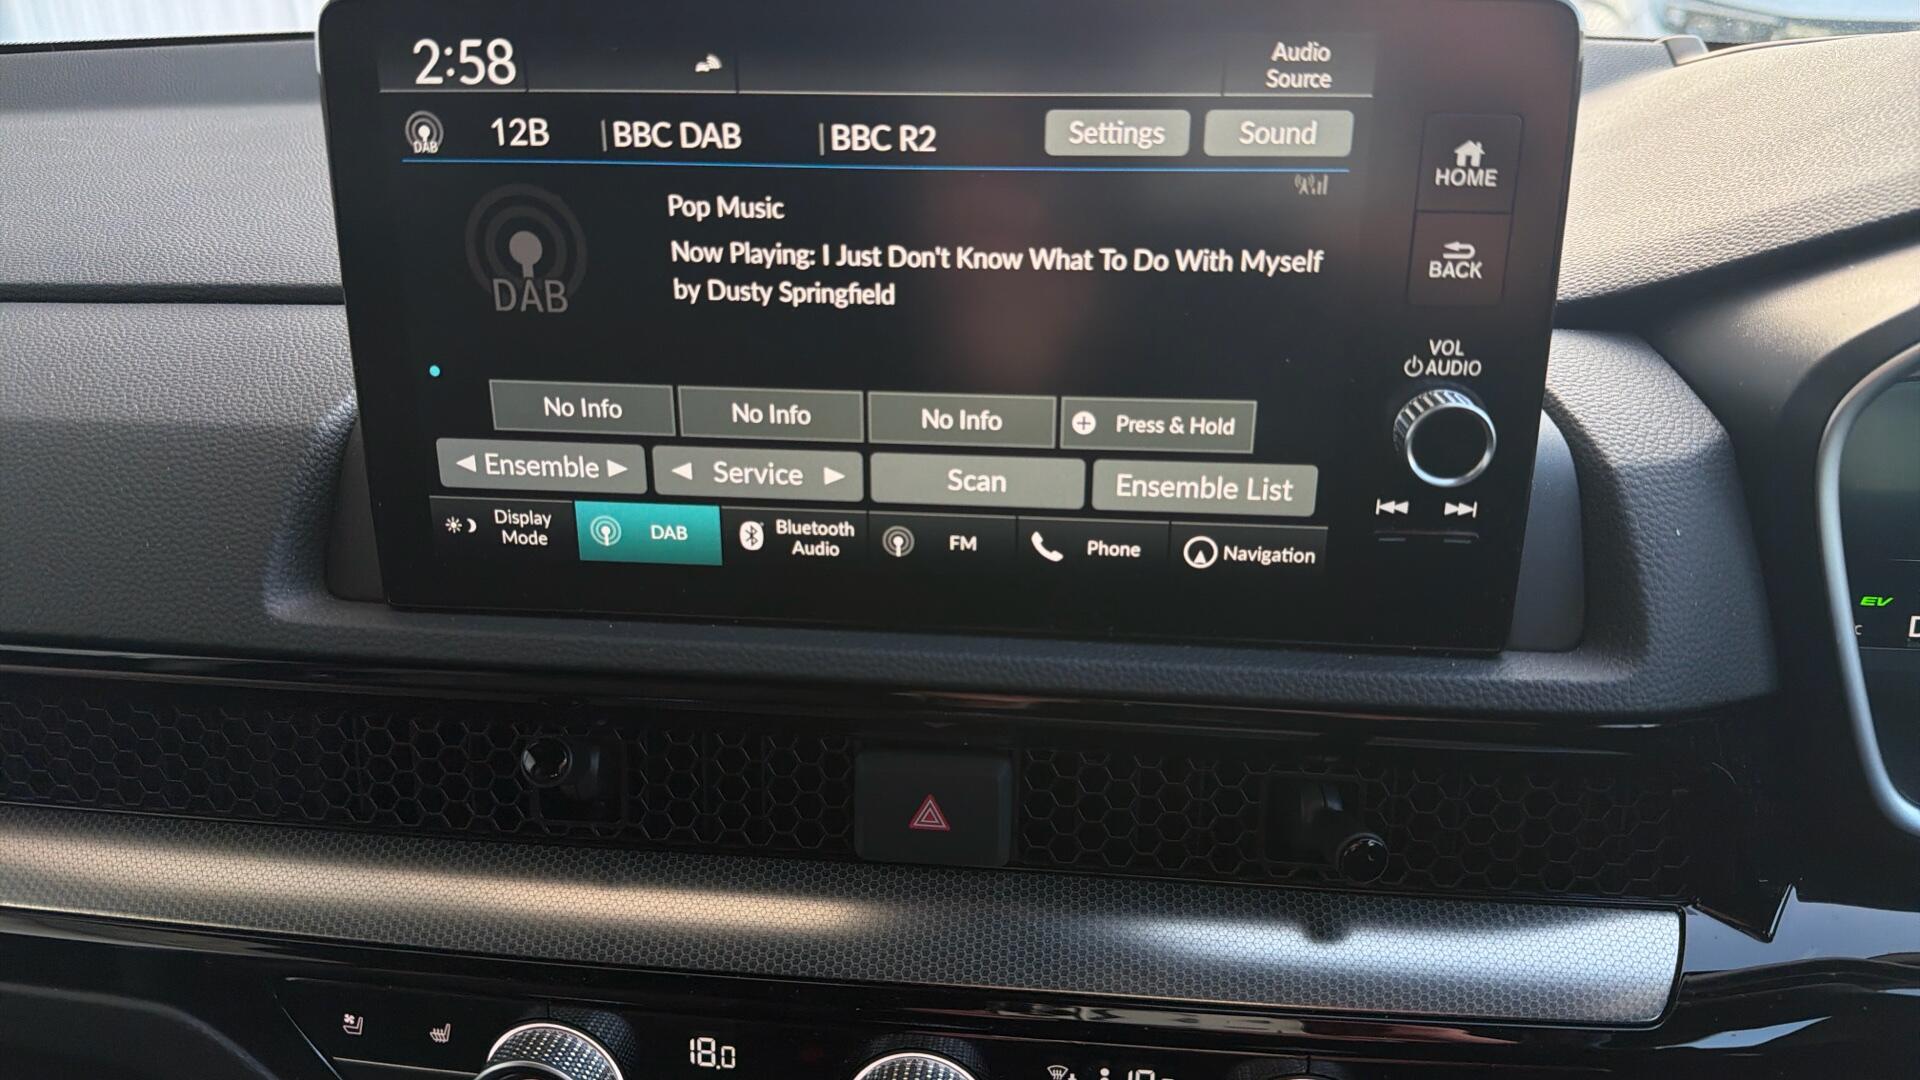 2:58
Audio
Source
DAB
12B
BBC DAB
BBC R2
Settings
Sound
HOME
Pop Music
Now Playing: I Just Don't Know What To Do With Myself
by Dusty Springfield
DAB
BACK
VOL
AUDIO
No Info
No Info
No Info
Press & Hold
Ensemble
Service
Scan
Ensemble List
Display
Mode
DAB
Bluetooth
Audio
FM
Phone
Navigation
EV
C
18.0